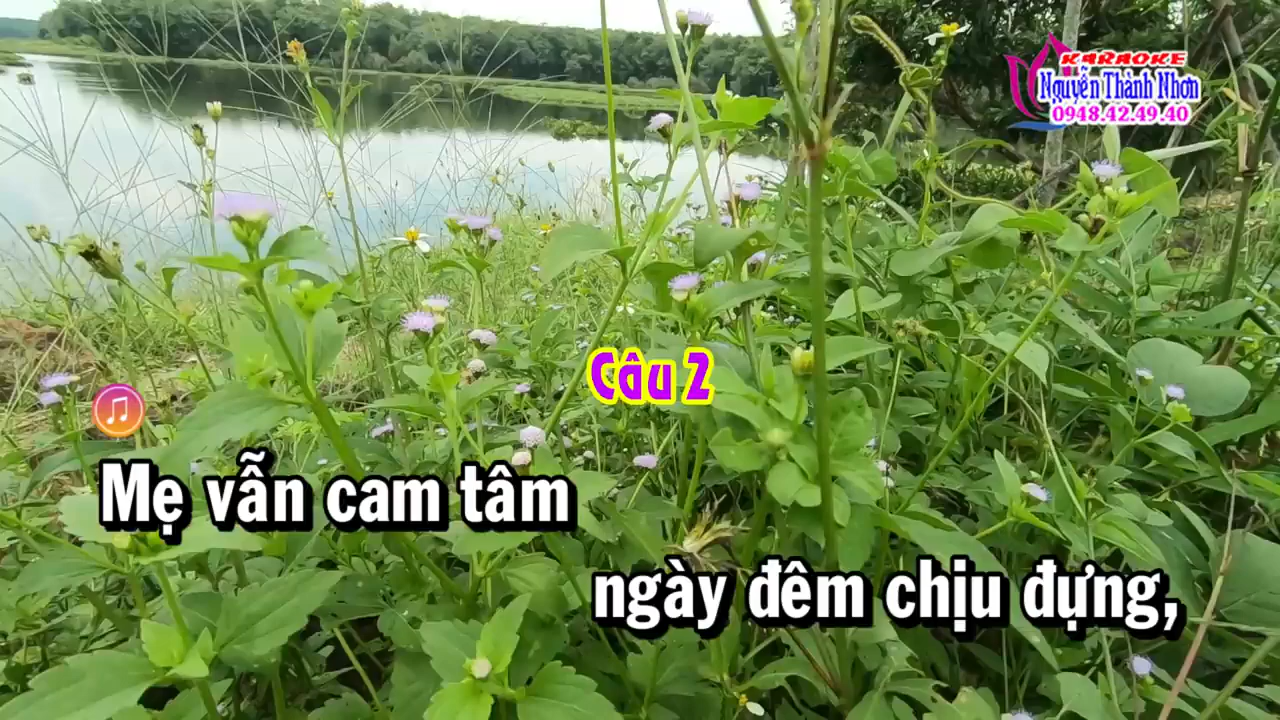 KARAOKE
Nguyễn Thành Nhơn
0948.42.49.40
Câu 2
Mẹ vẫn cam tâm
ngày đêm chịu đựng,